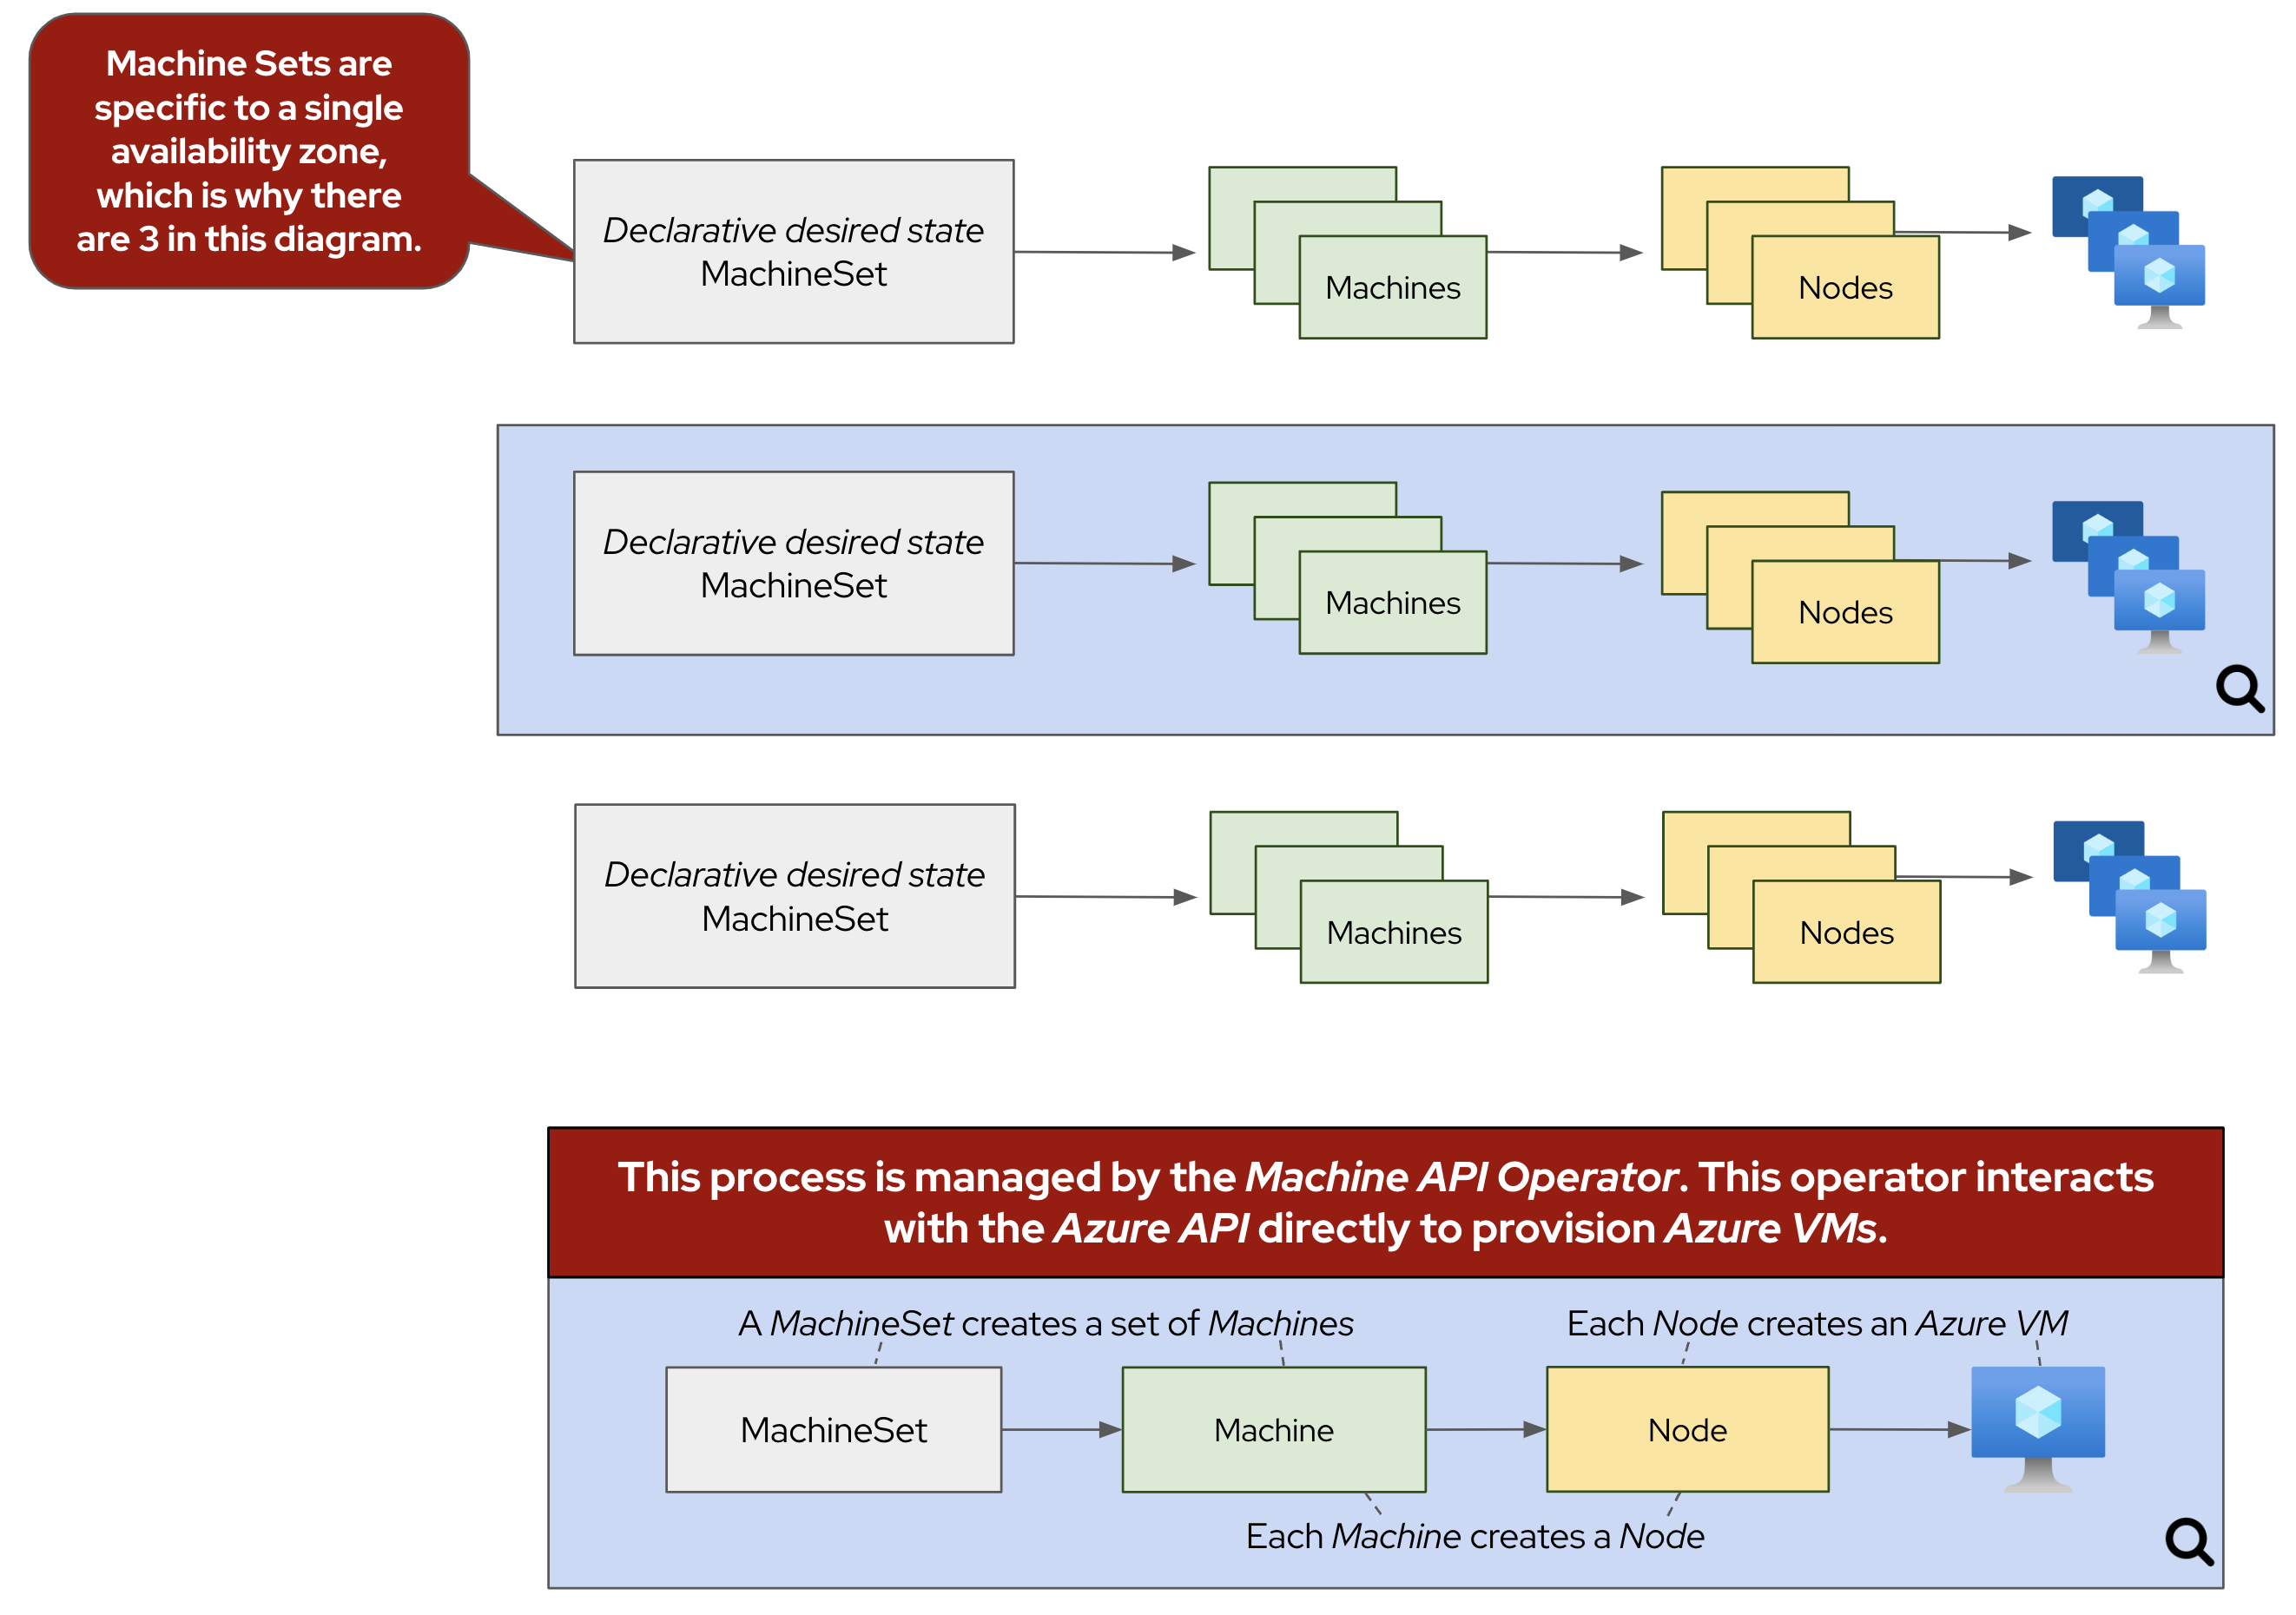 Machine Sets are
specific to a single
availability zone,
which is why there
are 3 in this diagram.
Declarative desired state
MachineSet
Machines
Nodes
Declarative desired state
MachineSet
Machines
Nodes
Declarative desired state
MachineSet
Machines
Nodes
This process is managed by the Machine API Operator. This operator interacts
with the Azure API directly to provision Azure VMs.
A MachineSet creates a set of Machines
Each Node creates an Azure VM
MachineSet
Machine
Node
Each Machine creates a Node